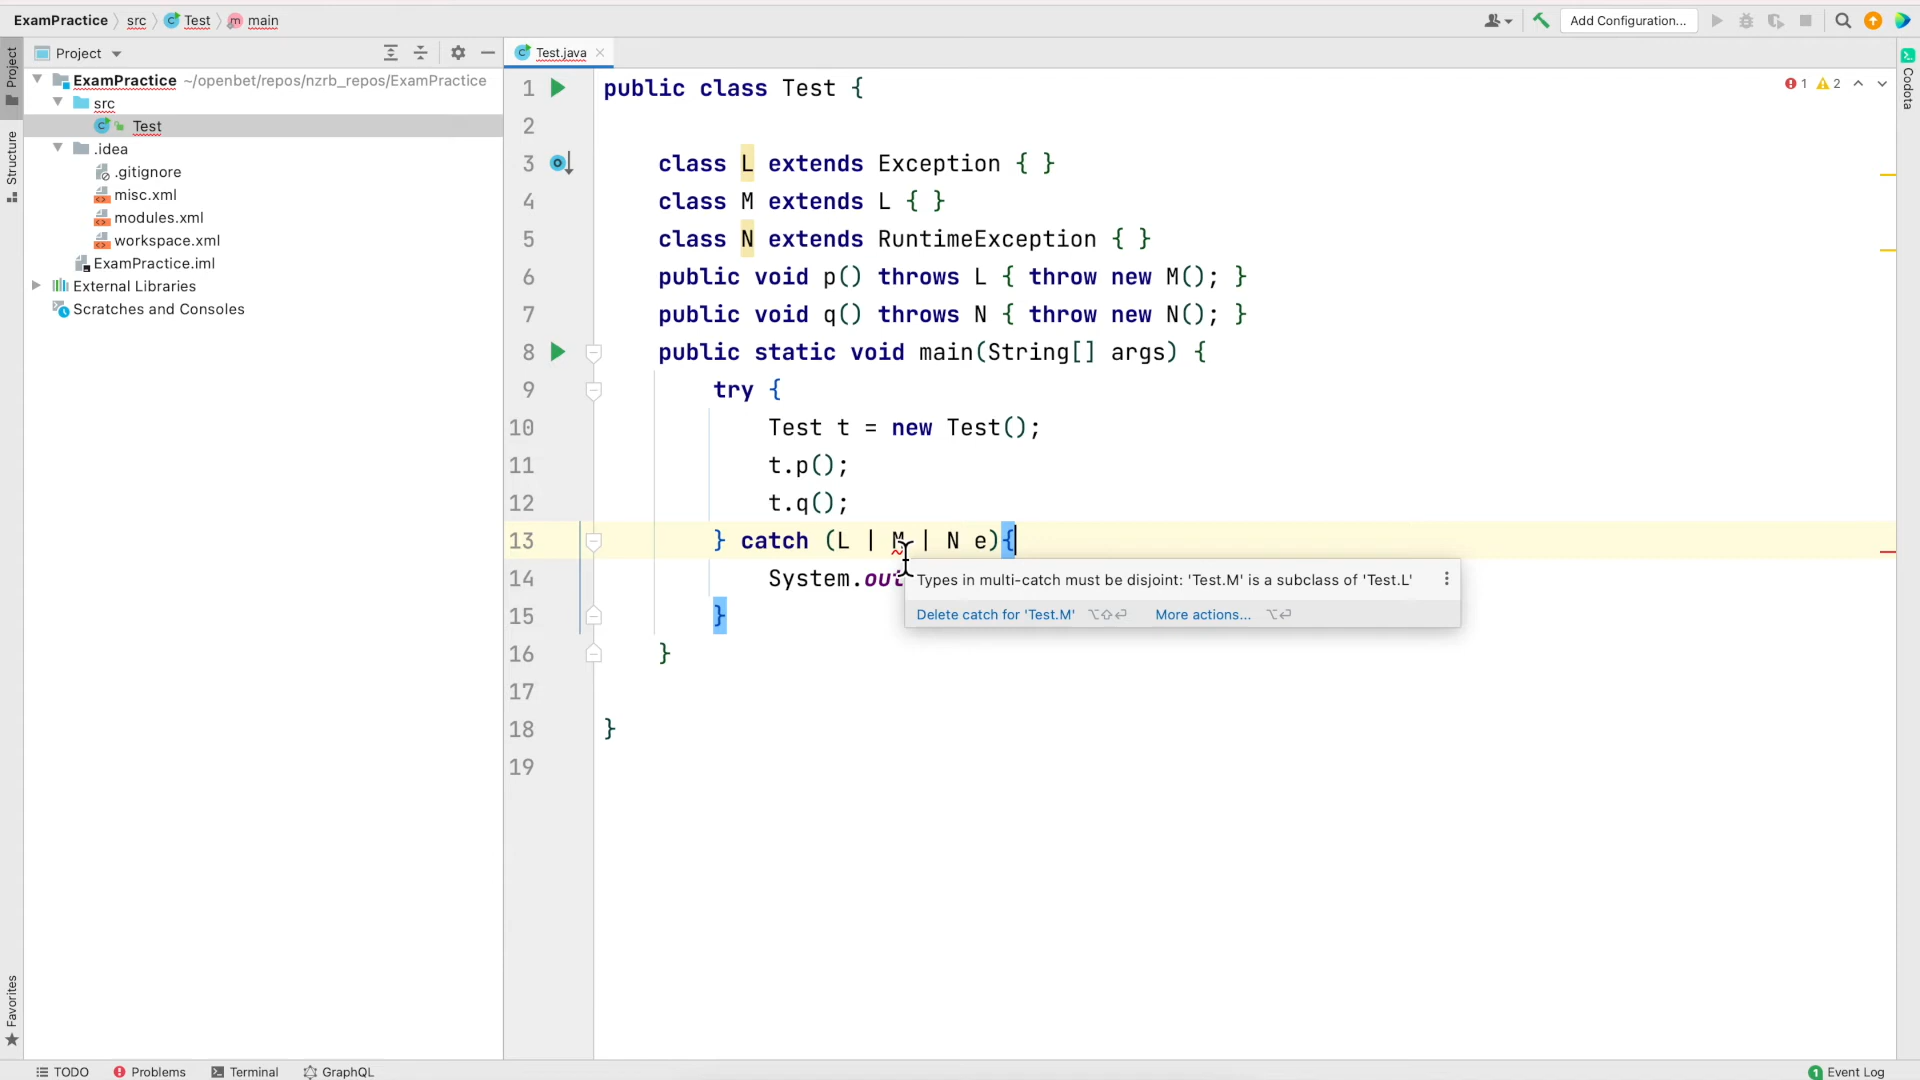 ExamPractice src Test main
Add Configuration...
Project
Test.java
ExamPractice ~/openbet/repos/nzrb_repos/ExamPractice
src
Test
.idea
.gitignore
misc.xml
modules.xml
workspace.xml
ExamPractice.iml
External Libraries
Scratches and Consoles
Project
Structure
Favorites
1 public class Test {
2
3 class L extends Exception { }
4 class M extends L { }
5 class N extends RuntimeException { }
6 public void p() throws L { throw new M(); }
7 public void q() throws N { throw new N(); }
8 public static void main(String[] args) {
9 try {
10 Test t = new Test();
11 t.p();
12 t.q();
13 } catch (L | M | N e){
14 System.out
15 }
16 }
17
18 }
19
Types in multi-catch must be disjoint: 'Test.M' is a subclass of 'Test.L'
Delete catch for 'Test.M' ⌥⇧⏎ More actions... ⌥⏎
1 2
Codota
TODO Problems Terminal GraphQL
1 Event Log